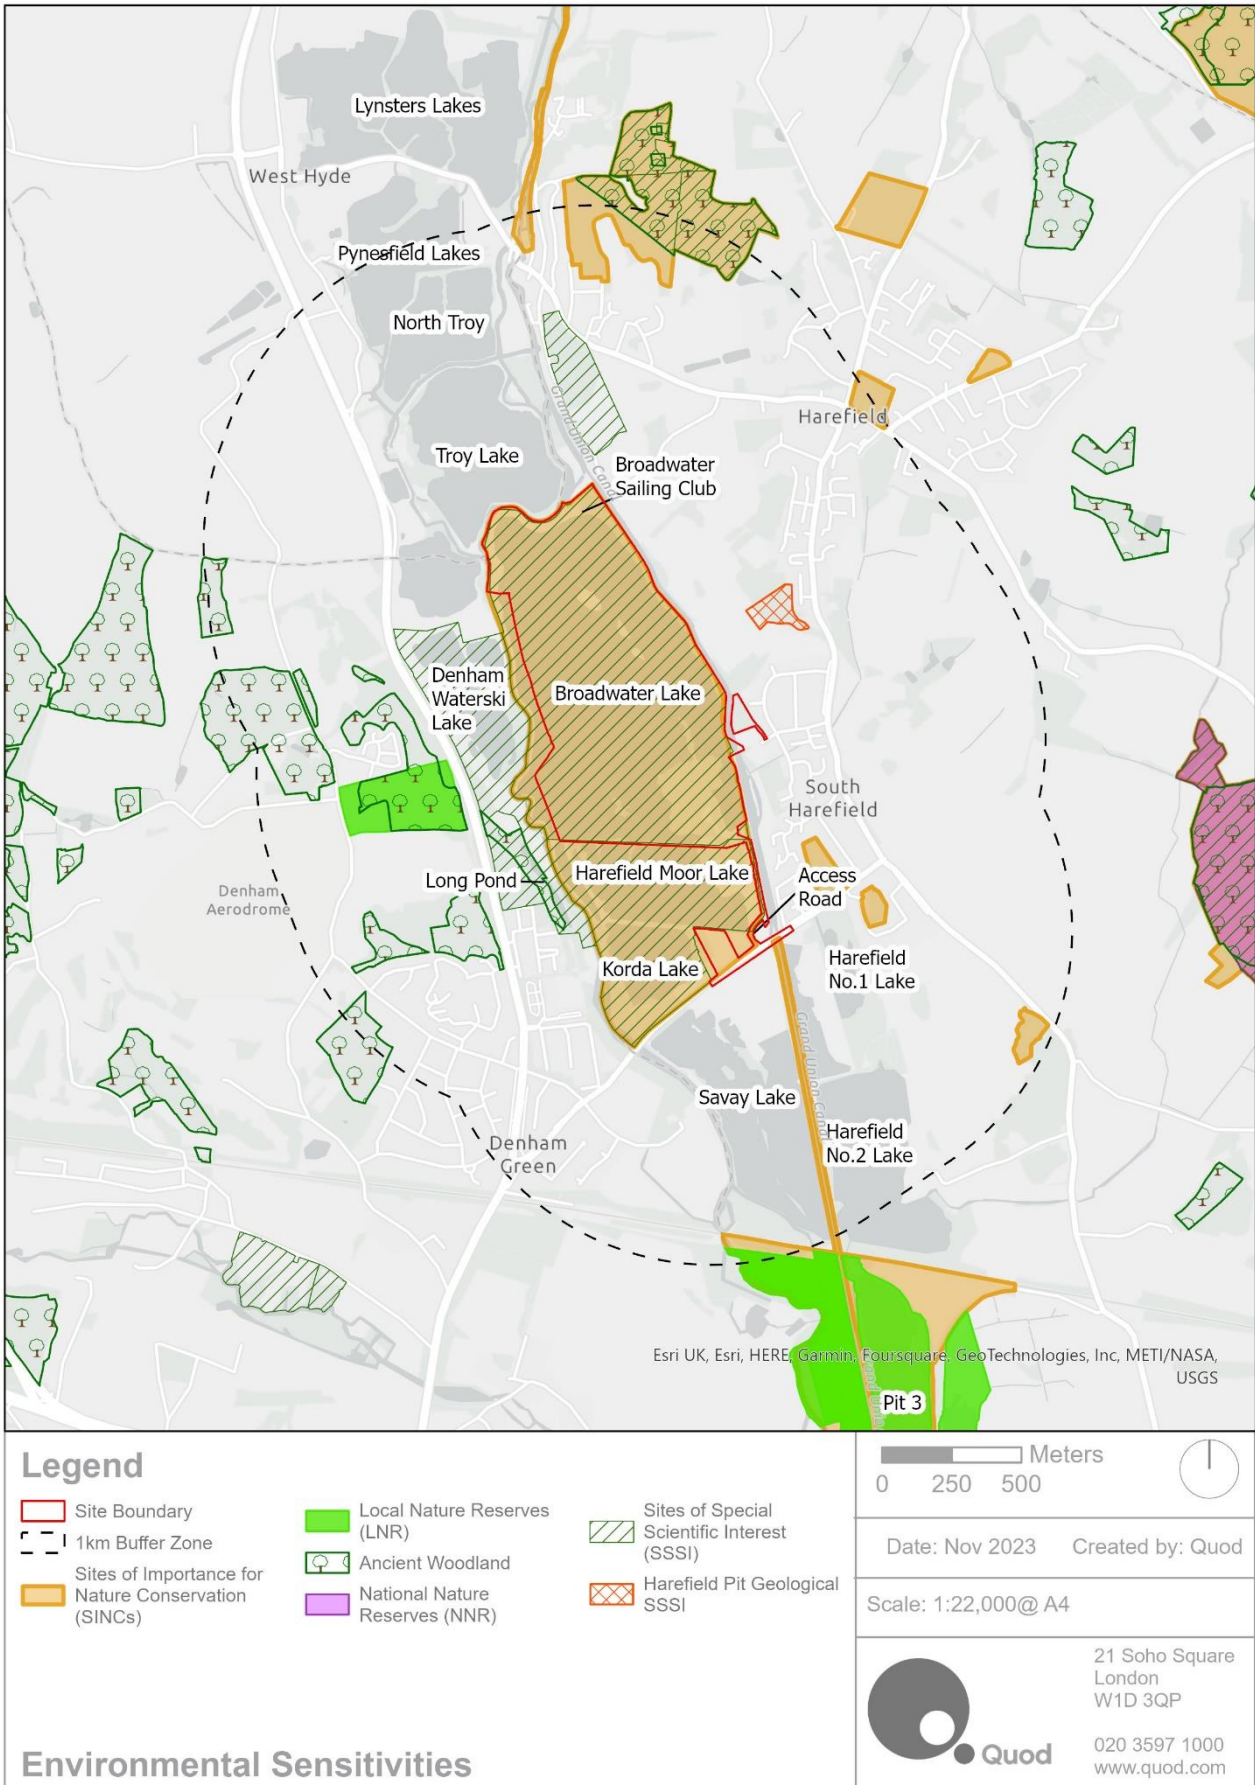 Lynsters Lakes
West Hyde
Pynesfield Lakes
North Troy
Grand Union Canal
Harefield
Troy Lake
Broadwater
Sailing Club
Denham
Waterski
Lake
Broadwater Lake
South
Harefield
Long Pond
Harefield Moor Lake
Access
Road
Denham
Aerodrome
Korda Lake
Harefield
No.1 Lake
Grand Union Canal
Savay Lake
Harefield
No.2 Lake
Denham
Green
Esri UK, Esri, HERE, Garmin, Foursquare, GeoTechnologies, Inc, METI/NASA,
USGS
Pit 3
Legend
Site Boundary
1km Buffer Zone
Sites of Importance for
Nature Conservation
(SINCs)
Local Nature Reserves
(LNR)
Ancient Woodland
National Nature
Reserves (NNR)
Sites of Special
Scientific Interest
(SSSI)
Harefield Pit Geological
SSSI
Meters
0 250 500
Date: Nov 2023 Created by: Quod
Scale: 1:22,000@ A4
21 Soho Square
London
W1D 3QP
Quod
020 3597 1000
www.quod.com
Environmental Sensitivities